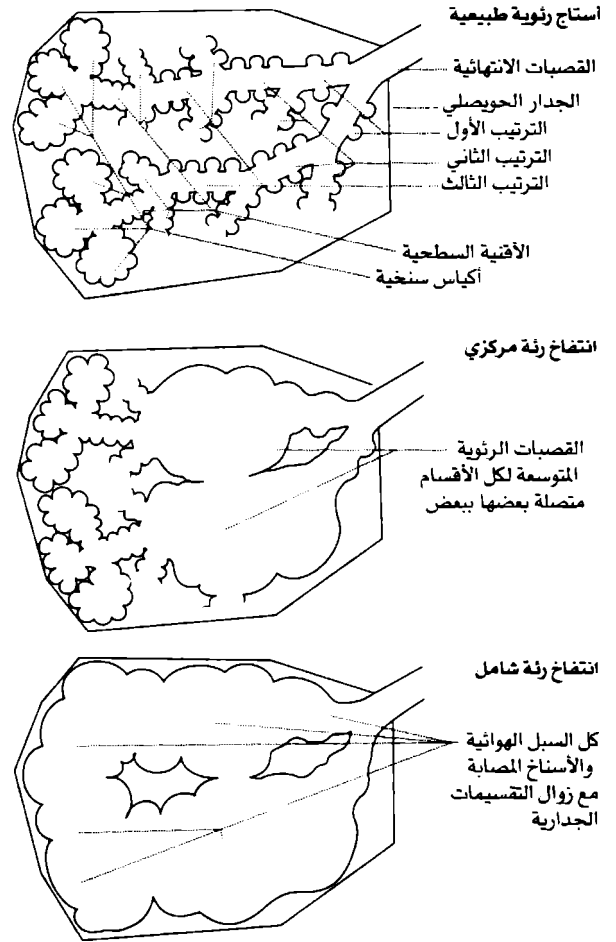 أستاج رئوية طبيعية
القصبات الانتهائية
الجدار الحويصلي
الترتيب الأول
الترتيب الثاني
الترتيب الثالث
الأقنية السطحية
أكياس سنخية
انتفاخ رئة مركزي
القصبات الرئوية
المتوسعة لكل الأقسام
متصلة بعضها ببعض
انتفاخ رئة شامل
كل السبل الهوائية
والأسناخ المصابة
مع زوال التقسيمات
الجدارية